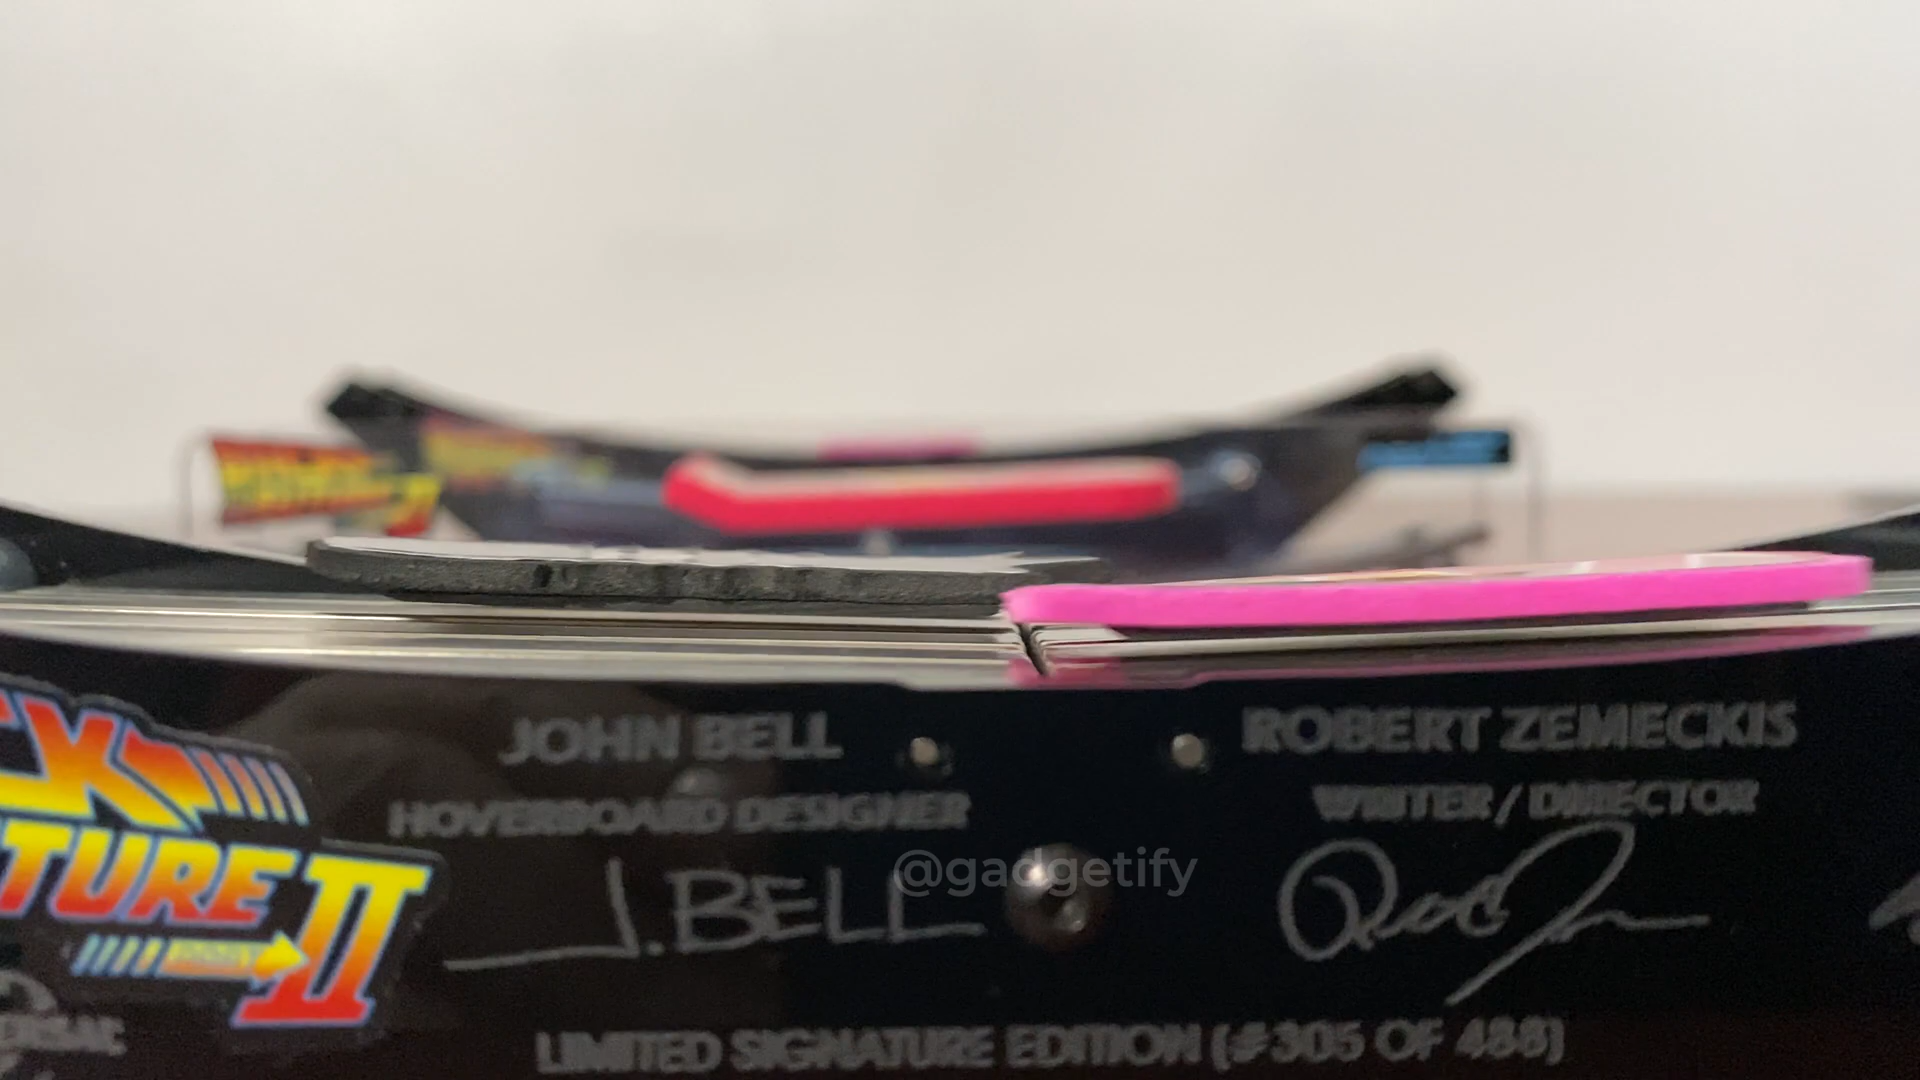 JOHN BELL
HOVERBOARD DESIGNER
J. BELL
ROBERT ZEMECKIS
WRITER / DIRECTOR
@gadgetify
TURE II
LIMITED SIGNATURE EDITION (#305 OF 488)